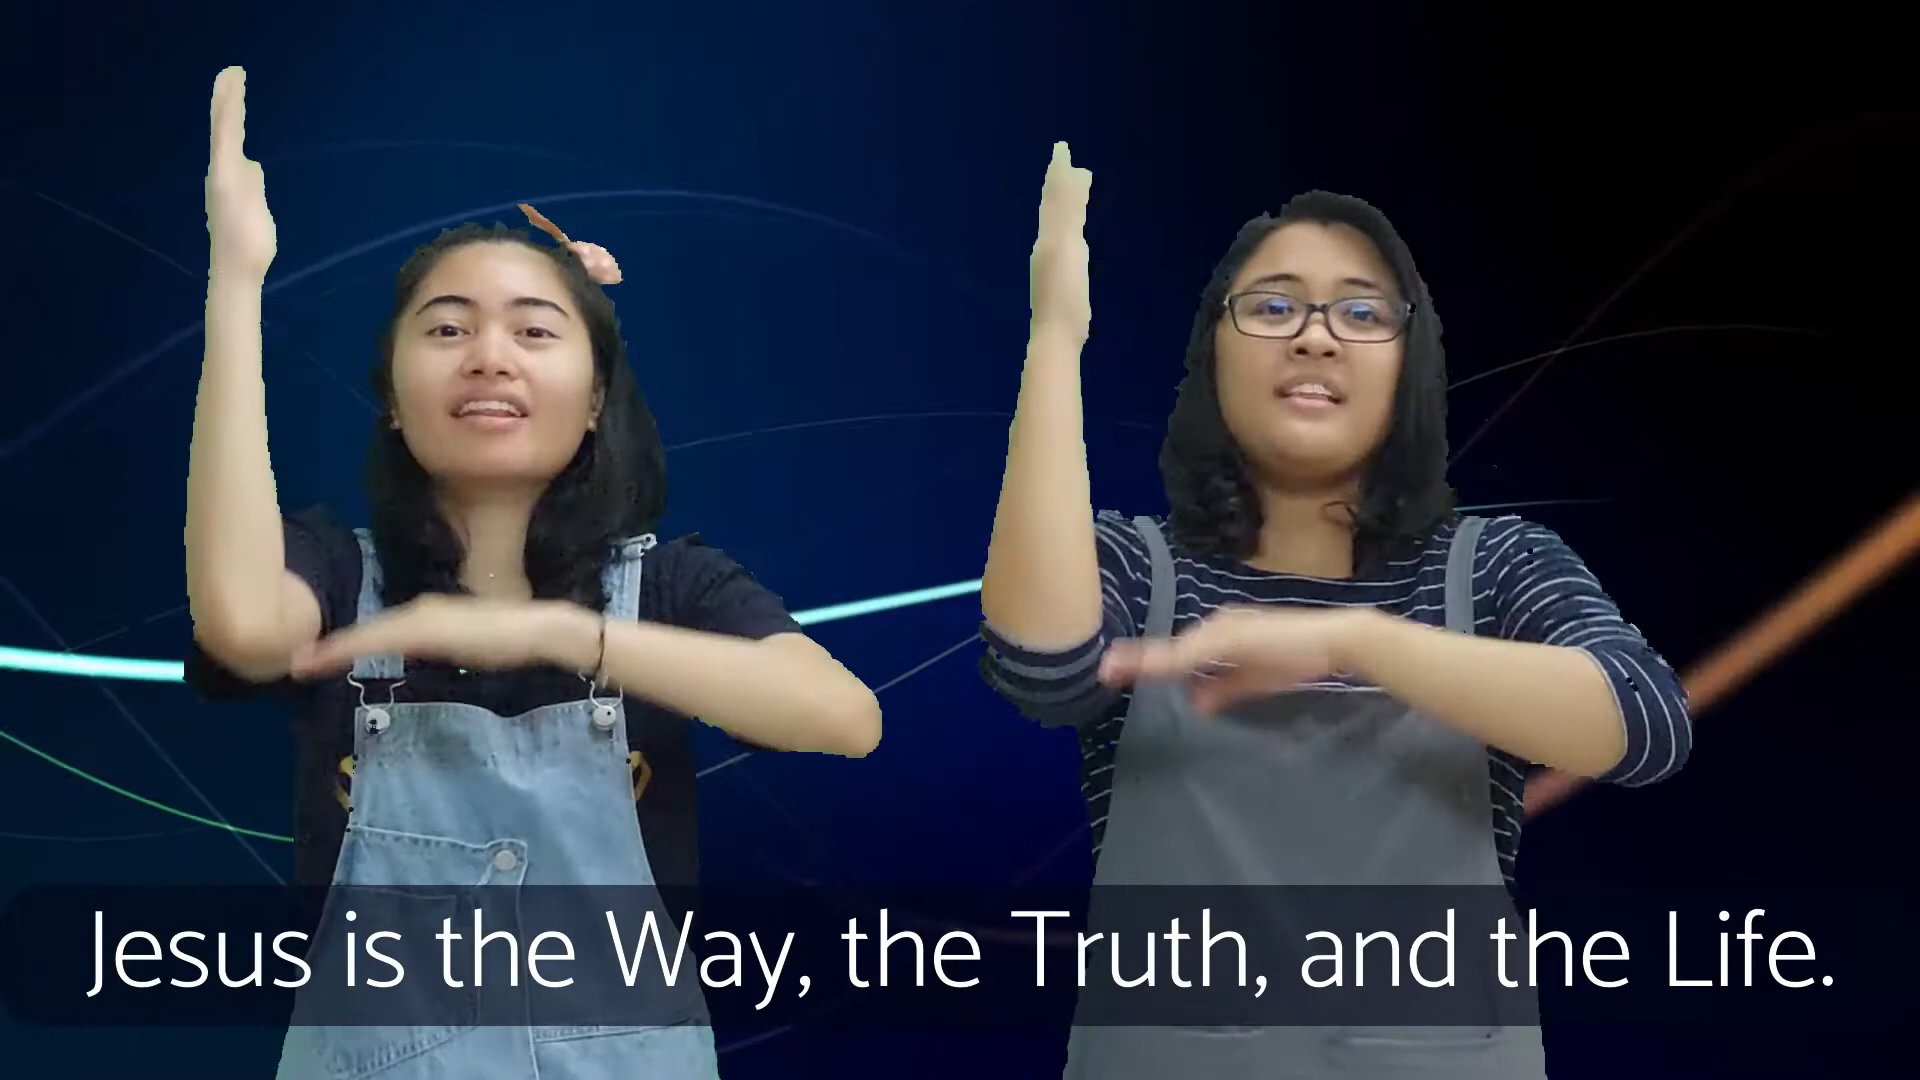 Jesus is the Way, the Truth, and the Life.